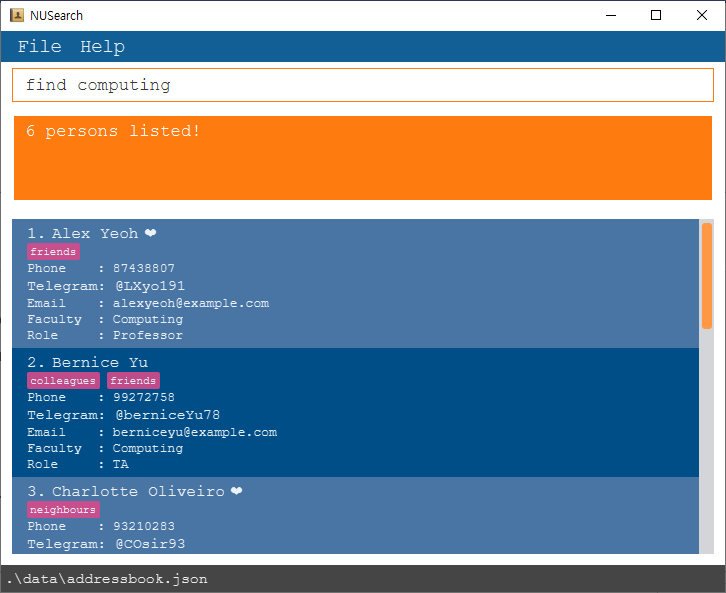 NUSearch
File Help
find computing
6 persons listed!
1. Alex Yeoh ❤
friends
Phone : 87438807
Telegram: @LXyo191
Email : alexyeoh@example.com
Faculty : Computing
Role : Professor
2. Bernice Yu
colleagues friends
Phone : 99272758
Telegram: @berniceYu78
Email : berniceyu@example.com
Faculty : Computing
Role : TA
3. Charlotte Oliveiro ❤
neighbours
Phone : 93210283
Telegram: @COsir93
.\data\addressbook.json